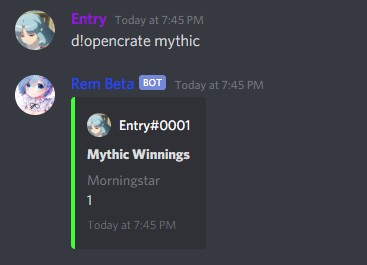 Entry Today at 7:45 PM
d!opencrate mythic
Rem Beta BOT Today at 7:45 PM
Entry#0001
Mythic Winnings
Morningstar
1
Today at 7:45 PM